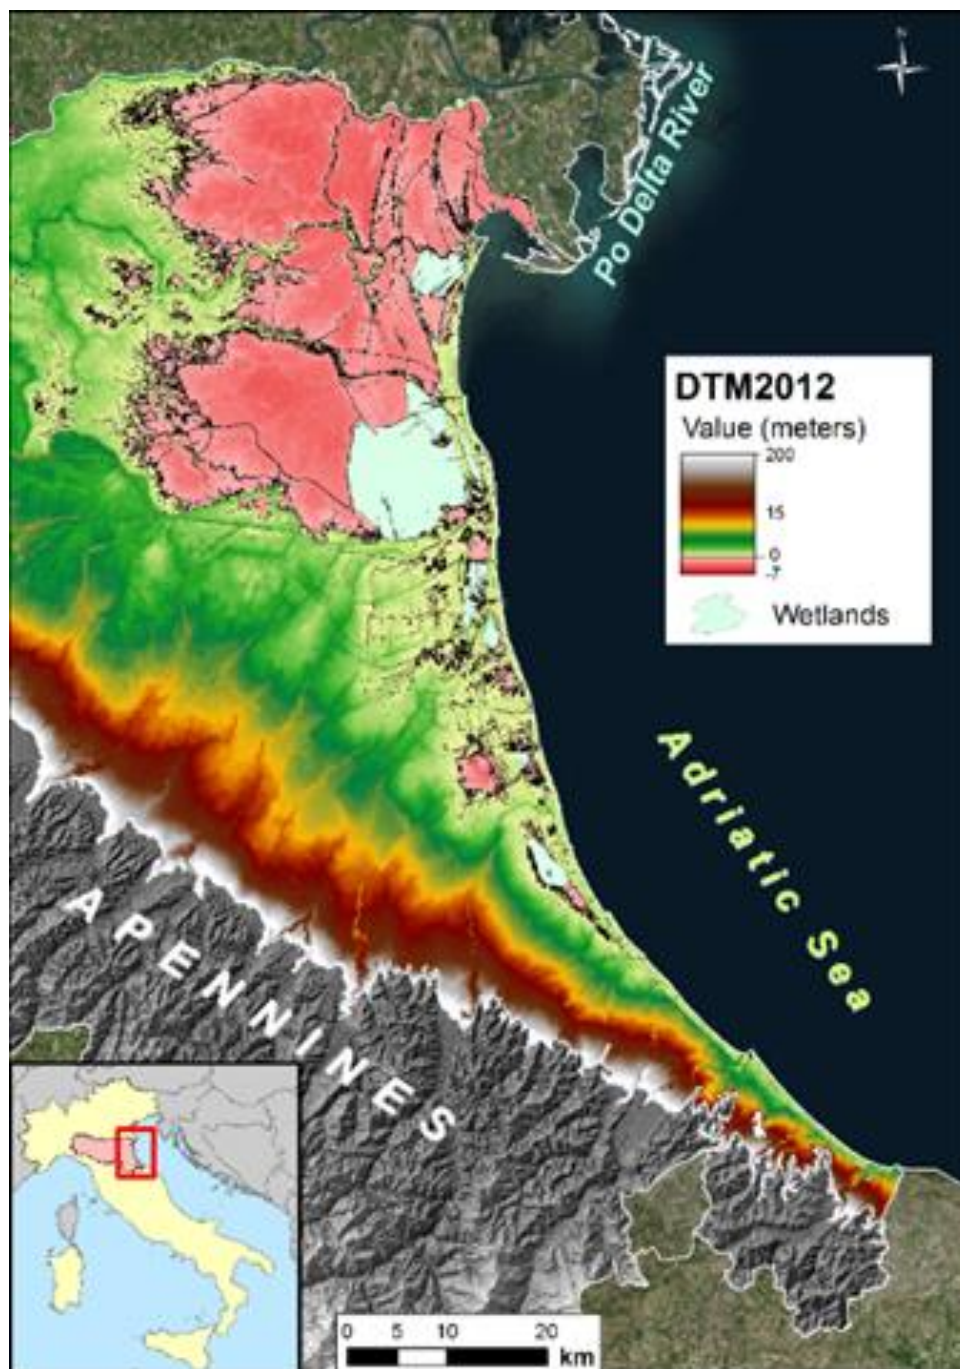 N
Po Delta River
DTM2012
Value (meters)
200
15
0
-7
Wetlands
Adriatic Sea
APENNINES
0 5 10 20
km